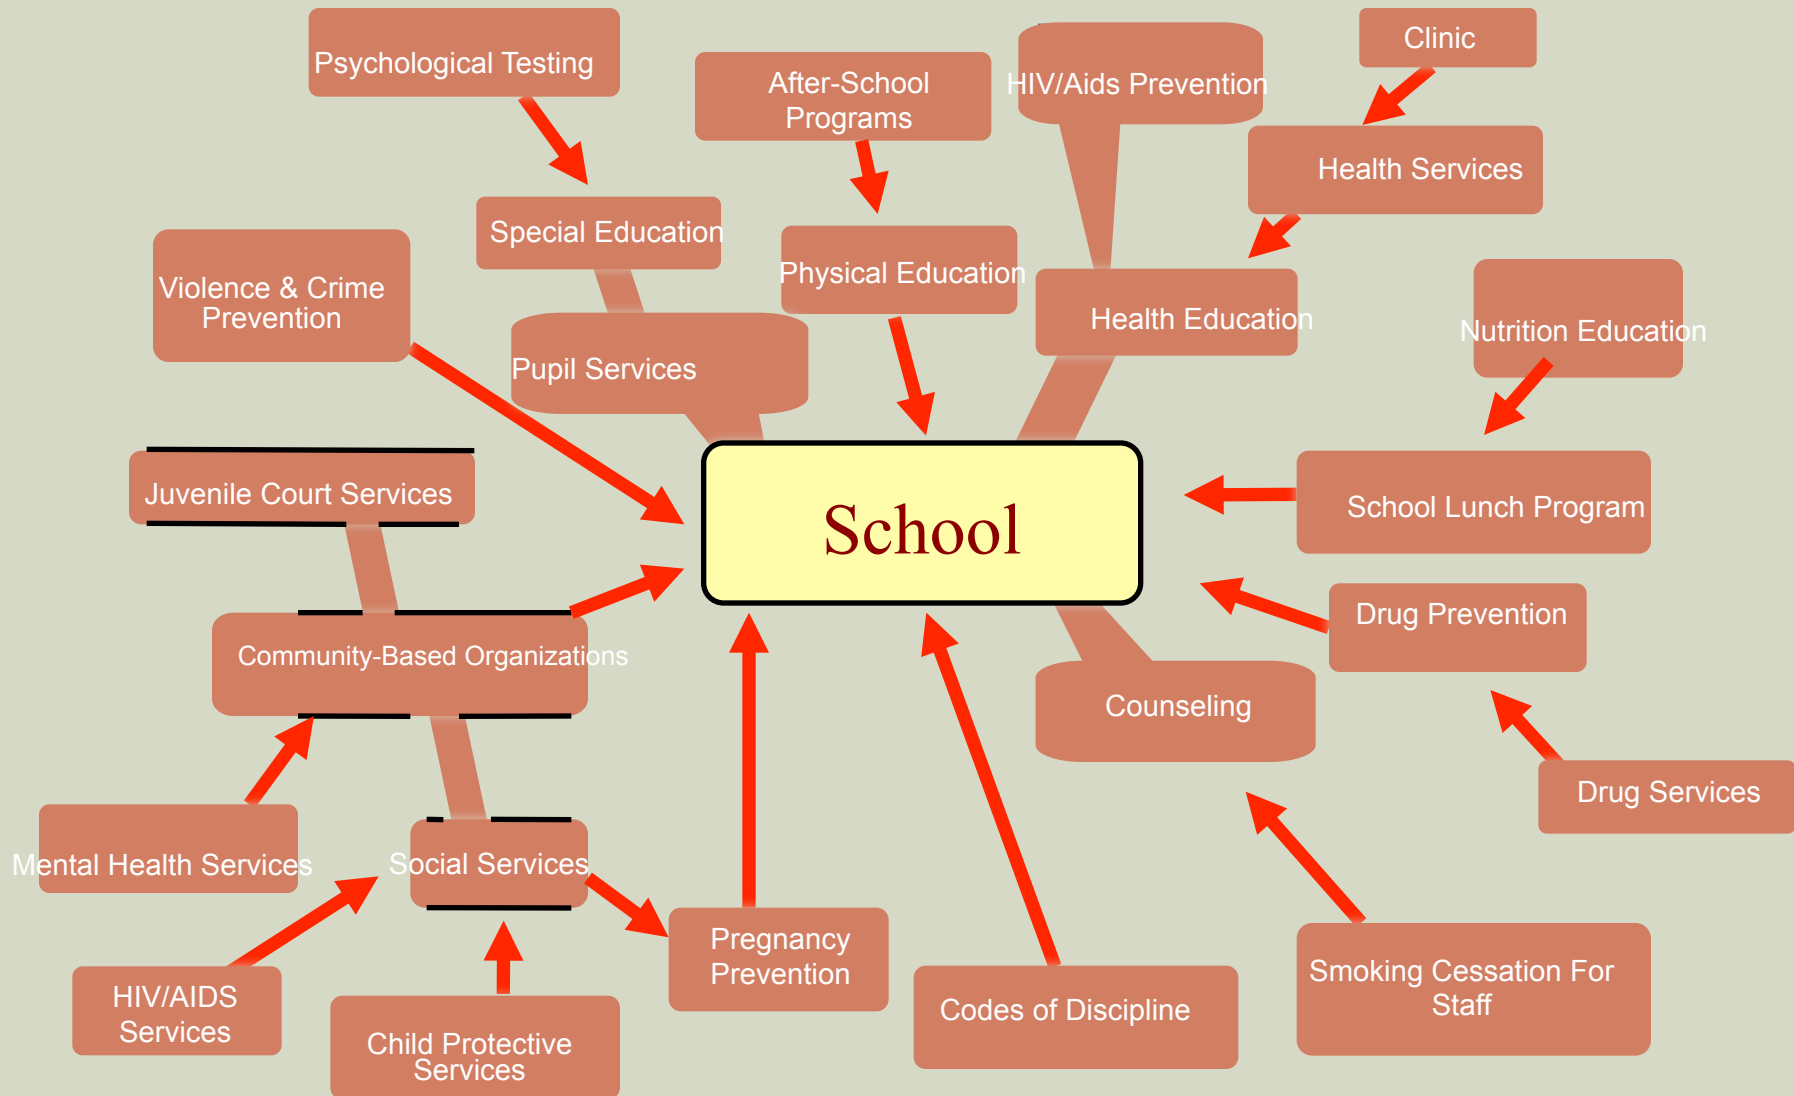 Psychological Testing
After-School
Programs
HIV/Aids Prevention
Clinic
Health Services
Special Education
Physical Education
Violence & Crime
Prevention
Health Education
Nutrition Education
Pupil Services
Juvenile Court Services
School
School Lunch Program
Drug Prevention
Community-Based Organizations
Counseling
Drug Services
Mental Health Services
Social Services
Pregnancy
Prevention
HIV/AIDS
Services
Child Protective
Services
Codes of Discipline
Smoking Cessation For
Staff